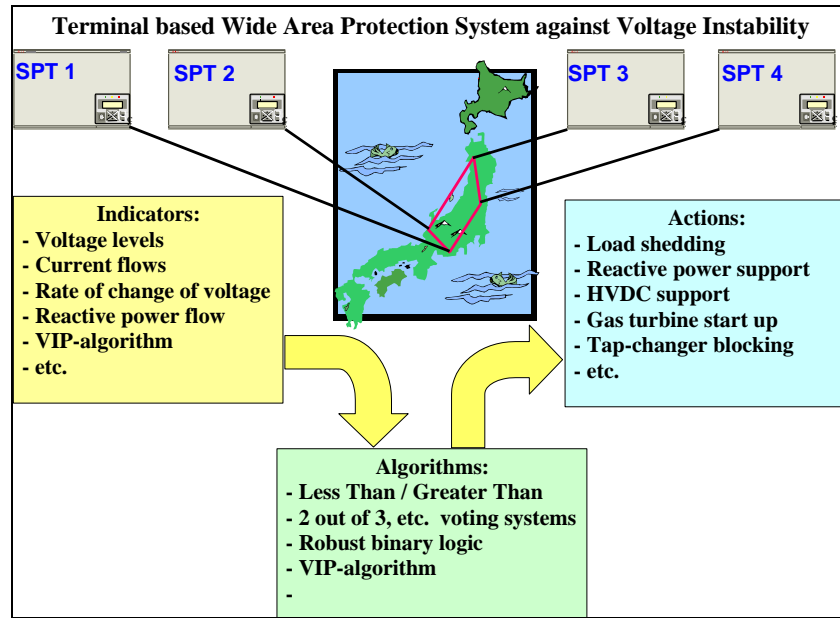 Terminal based Wide Area Protection System against Voltage Instability
SPT 1
SPT 2
SPT 3
SPT 4
Indicators:
- Voltage levels
- Current flows
- Rate of change of voltage
- Reactive power flow
- VIP-algorithm
- etc.
Actions:
- Load shedding
- Reactive power support
- HVDC support
- Gas turbine start up
- Tap-changer blocking
- etc.
Algorithms:
- Less Than / Greater Than
- 2 out of 3, etc. voting systems
- Robust binary logic
- VIP-algorithm
-